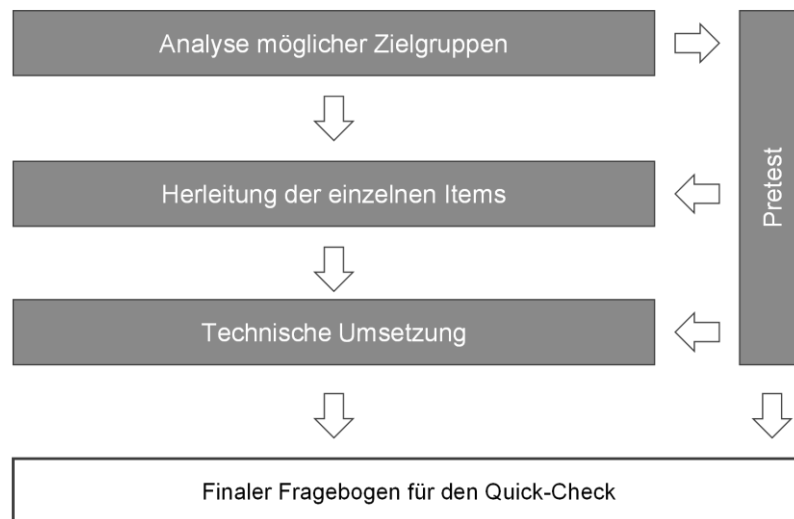 Analyse möglicher Zielgruppen
Herleitung der einzelnen Items
Pretest
Technische Umsetzung
Finaler Fragebogen für den Quick-Check